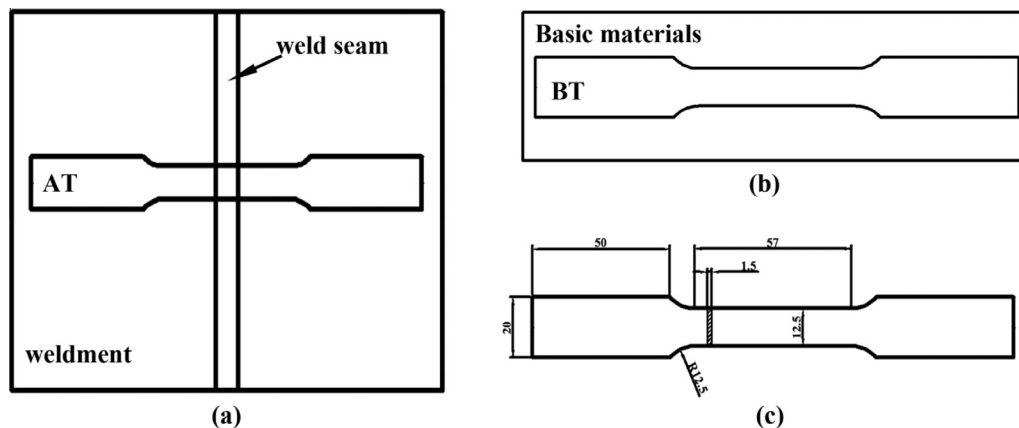 weld seam
AT
weldment
(a)
Basic materials
BT
(b)
50
57
1.5
20
12.5
R12.5
(c)